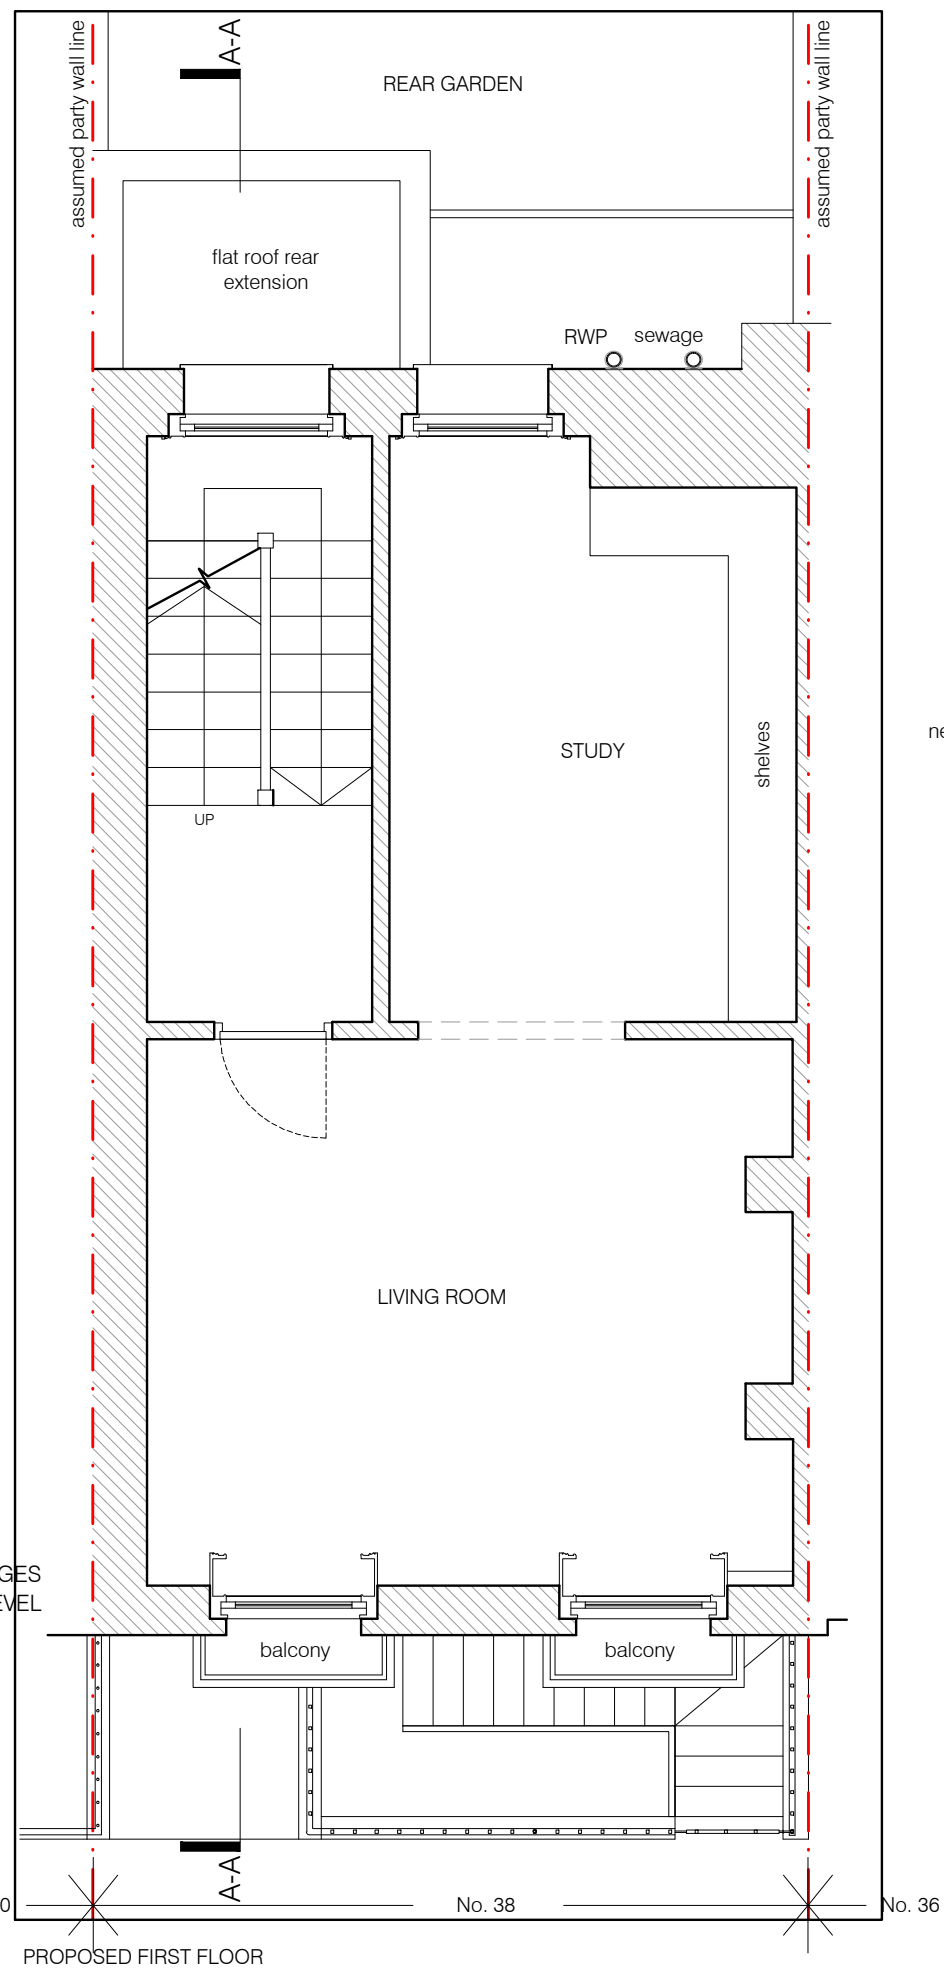 A-A
assumed party wall line
REAR GARDEN
assumed party wall line
flat roof rear
extension
RWP
sewage
STUDY
shelves
UP
LIVING ROOM
balcony
balcony
A-A
No. 38
No. 36
PROPOSED FIRST FLOOR